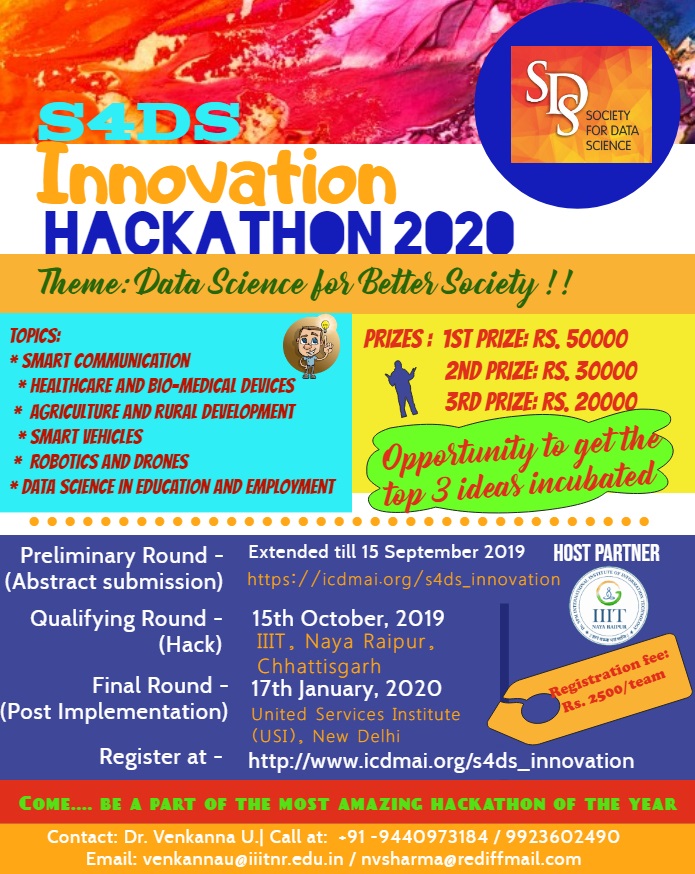 S4DS
Innovation
HACKATHON 2020
SDS
SOCIETY
FOR DATA
SCIENCE
Theme: Data Science for Better Society !!
TOPICS:
* SMART COMMUNICATION
* HEALTHCARE AND BIO-MEDICAL DEVICES
* AGRICULTURE AND RURAL DEVELOPMENT
* SMART VEHICLES
* ROBOTICS AND DRONES
* DATA SCIENCE IN EDUCATION AND EMPLOYMENT
PRIZES : 1ST PRIZE: RS. 50000
2ND PRIZE: RS. 30000
3RD PRIZE: RS. 20000
Opportunity to get the
top 3 ideas incubated
Preliminary Round - Extended till 15 September 2019
(Abstract submission) https://icdmai.org/s4ds_innovation
Qualifying Round - 15th October, 2019
(Hack) IIIT, Naya Raipur,
Chhattisgarh
Final Round - 17th January, 2020
(Post Implementation) United Services Institute
(USI), New Delhi
Register at - http://www.icdmai.org/s4ds_innovation
HOST PARTNER
IIIT
NAYA RAIPUR
Registration fee:
Rs. 2500/team
COME.... BE A PART OF THE MOST AMAZING HACKATHON OF THE YEAR
Contact: Dr. Venkanna U.| Call at: +91 -9440973184 / 9923602490
Email: venkannau@iiitnr.edu.in / nvsharma@rediffmail.com